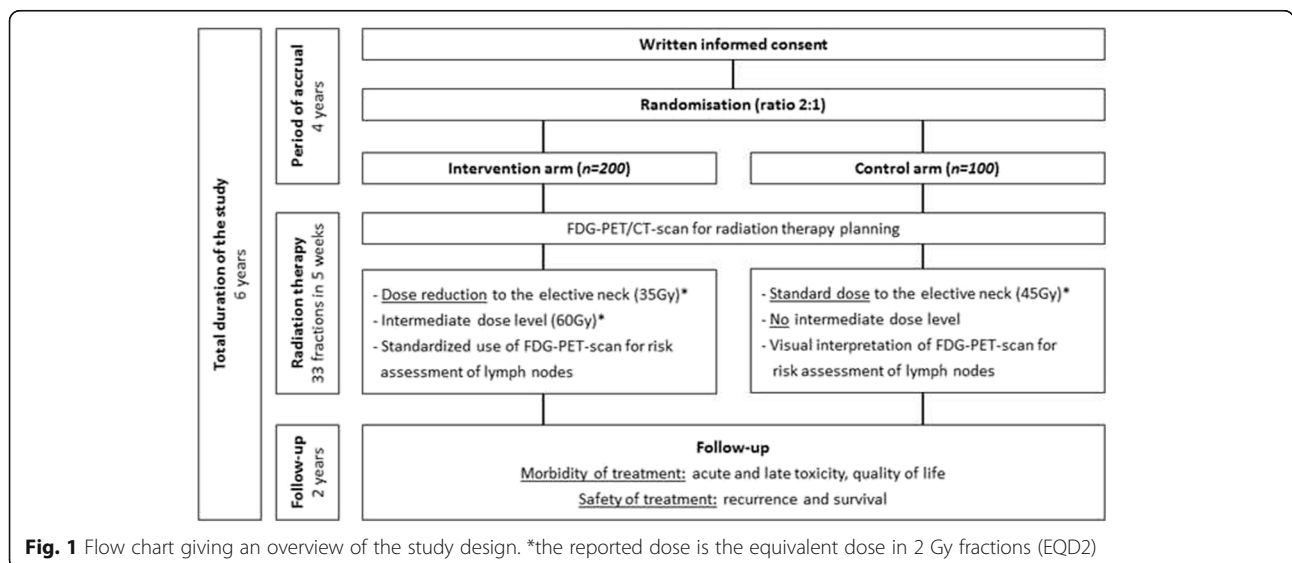 Total duration of the study
6 years
Period of accrual
4 years
Written informed consent
Randomisation (ratio 2:1)
Intervention arm (n=200)
Control arm (n=100)
Radiation therapy
33 fractions in 5 weeks
FDG-PET/CT-scan for radiation therapy planning
- Dose reduction to the elective neck (35Gy)*
- Intermediate dose level (60Gy)*
- Standardized use of FDG-PET-scan for risk
assessment of lymph nodes
- Standard dose to the elective neck (45Gy)*
- No intermediate dose level
- Visual interpretation of FDG-PET-scan for
risk assessment of lymph nodes
Follow-up
2 years
Follow-up
Morbidity of treatment: acute and late toxicity, quality of life
Safety of treatment: recurrence and survival
Fig. 1 Flow chart giving an overview of the study design. *the reported dose is the equivalent dose in 2 Gy fractions (EQD2)